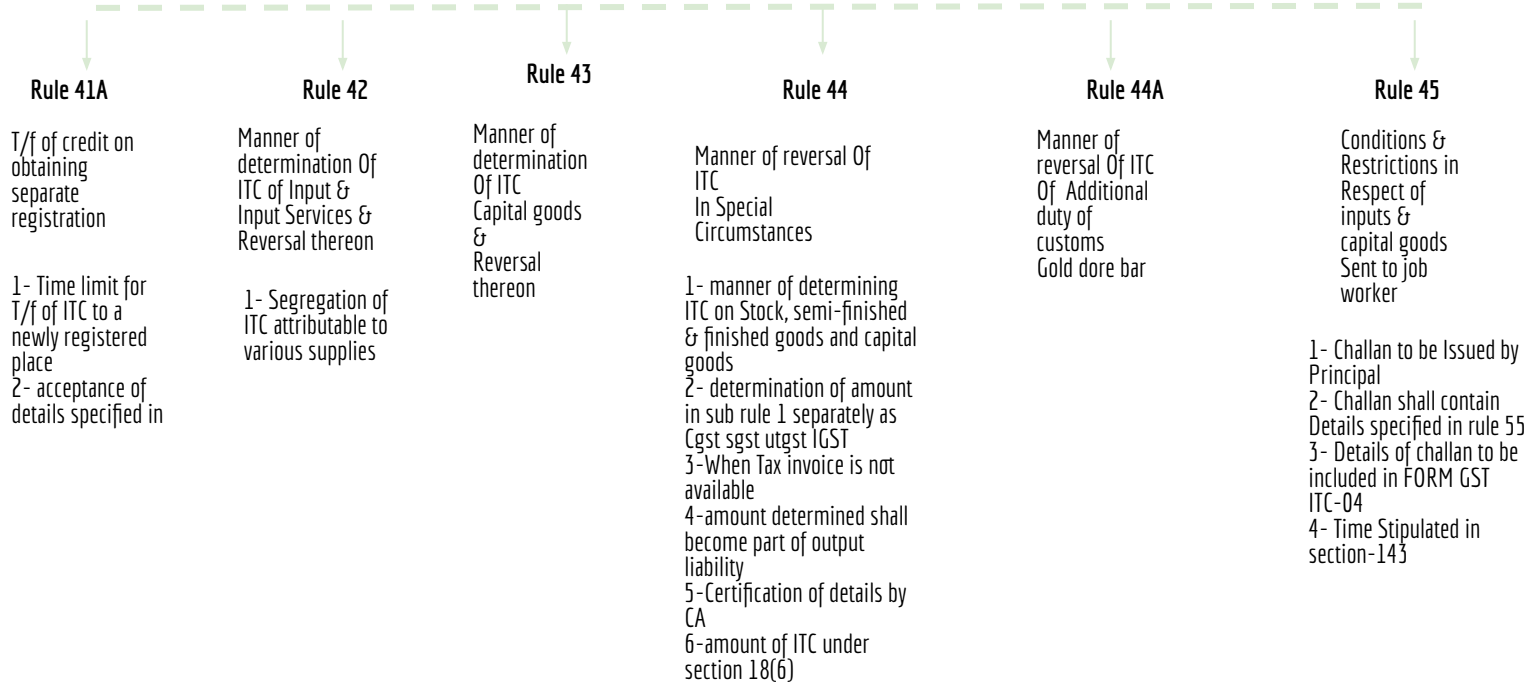 Rule 41A
T/f of credit on
obtaining
separate
registration
1- Time limit for
T/f of ITC to a
newly registered
place
2- acceptance of
details specified in
Rule 42
Manner of
determination Of
ITC of Input &
Input Services &
Reversal thereon
1- Segregation of
ITC attributable to
various supplies
Rule 43
Manner of
determination
Of ITC
Capital goods
&
Reversal
thereon
Rule 44
Manner of reversal Of
ITC
In Special
Circumstances
1- manner of determining
ITC on Stock, semi-finished
& finished goods and capital
goods
2- determination of amount
in sub rule 1 separately as
Cgst sgst utgst IGST
3-When Tax invoice is not
available
4-amount determined shall
become part of output
liability
5-Certification of details by
CA
6-amount of ITC under
section 18(6)
Rule 44A
Manner of
reversal Of ITC
Of Additional
duty of
customs
Gold dore bar
Rule 45
Conditions &
Restrictions in
Respect of
inputs &
capital goods
Sent to job
worker
1- Challan to be Issued by
Principal
2- Challan shall contain
Details specified in rule 55
3- Details of challan to be
included in FORM GST
ITC-04
4- Time Stipulated in
section-143